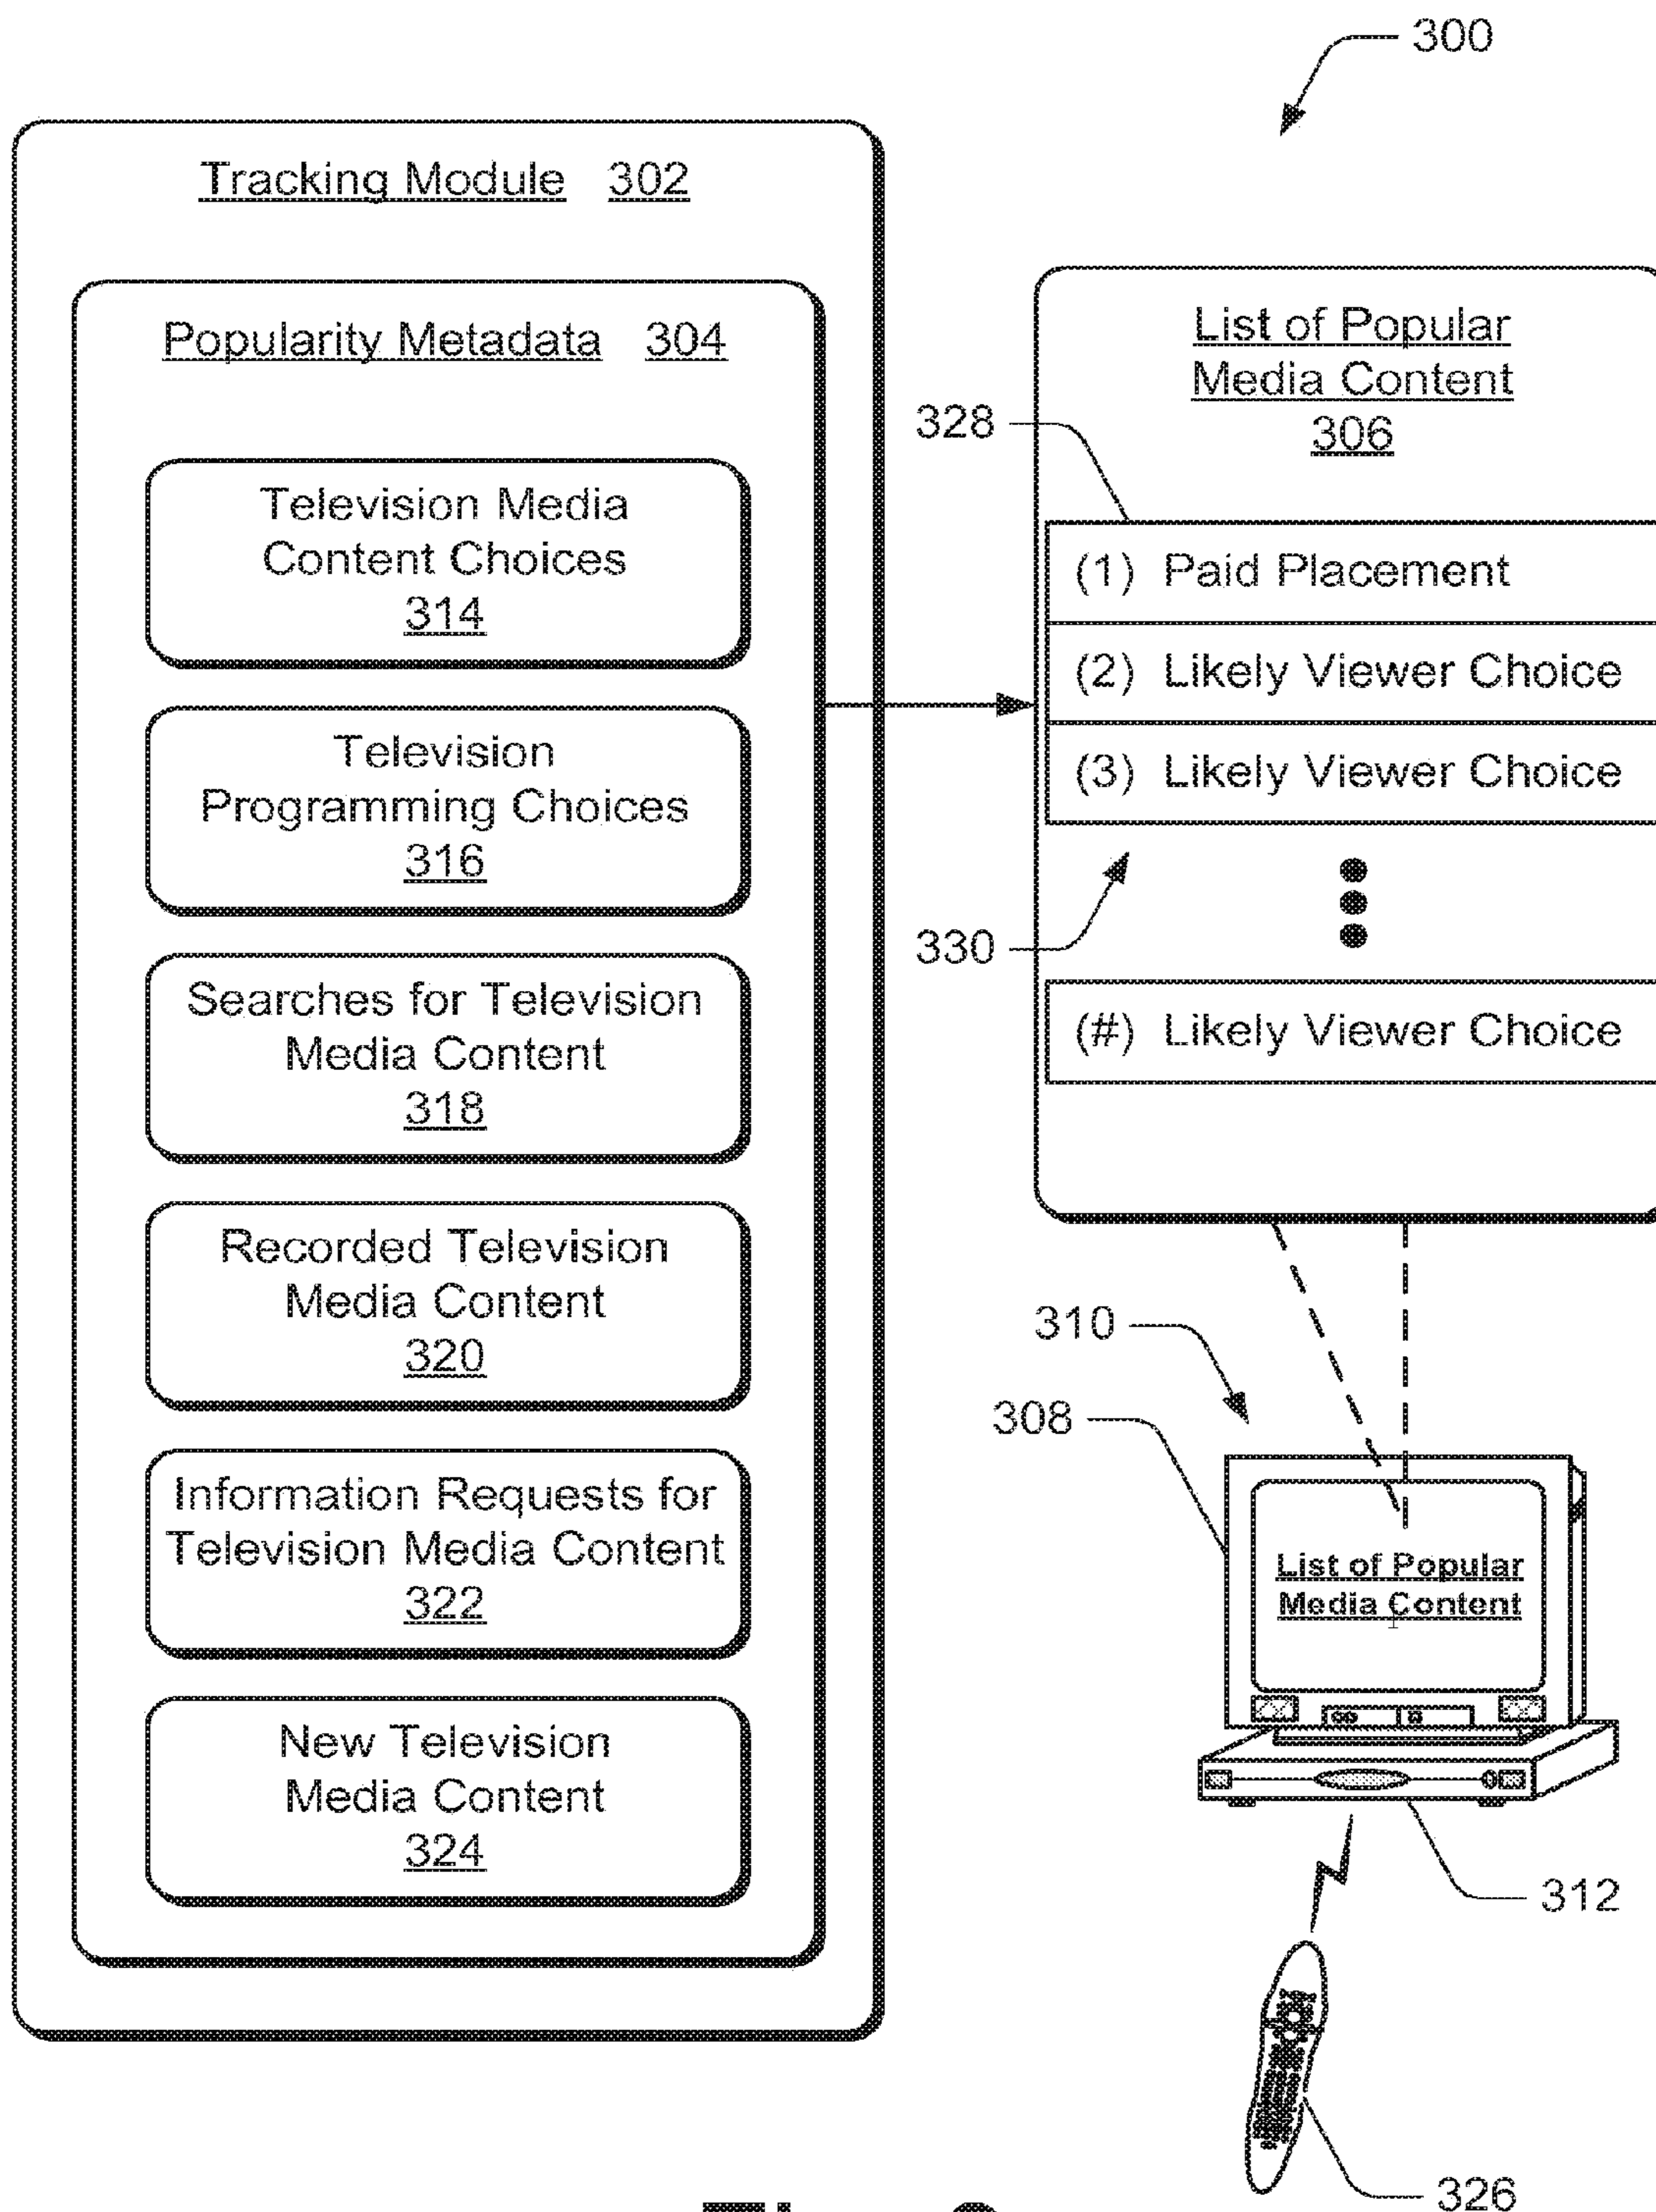 300
Tracking Module 302
Popularity Metadata 304
Television Media
Content Choices
314
Television
Programming Choices
316
Searches for Television
Media Content
318
Recorded Television
Media Content
320
Information Requests for
Television Media Content
322
New Television
Media Content
324
List of Popular
Media Content
306
328
(1) Paid Placement
(2) Likely Viewer Choice
(3) Likely Viewer Choice
330
(#) Likely Viewer Choice
310
308
List of Popular
Media Content
312
326